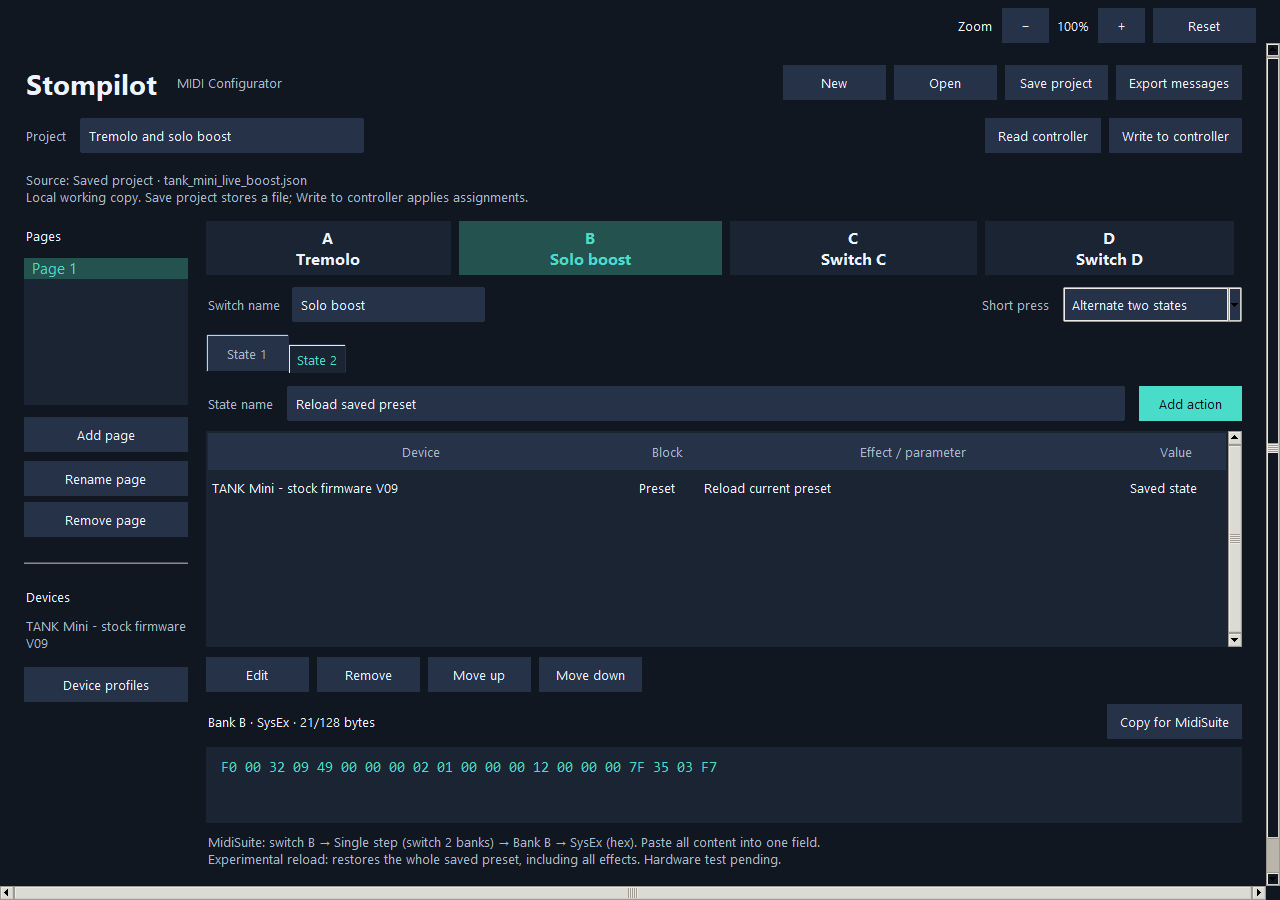 Zoom − 100% + Reset
Stompilot MIDI Configurator New Open Save project Export messages
Project Tremolo and solo boost Read controller Write to controller
Source: Saved project · tank_mini_live_boost.json
Local working copy. Save project stores a file; Write to controller applies assignments.
Pages
Page 1
Add page
Rename page
Remove page
Devices
TANK Mini - stock firmware
V09
Device profiles
A
Tremolo
B
Solo boost
C
Switch C
D
Switch D
Switch name Solo boost Short press Alternate two states
State 1 State 2
State name Reload saved preset Add action
Device Block Effect / parameter Value
TANK Mini - stock firmware V09 Preset Reload current preset Saved state
Edit Remove Move up Move down
Bank B · SysEx · 21/128 bytes Copy for MidiSuite
F0 00 32 09 49 00 00 00 02 01 00 00 00 12 00 00 00 7F 35 03 F7
MidiSuite: switch B → Single step (switch 2 banks) → Bank B → SysEx (hex). Paste all content into one field.
Experimental reload: restores the whole saved preset, including all effects. Hardware test pending.